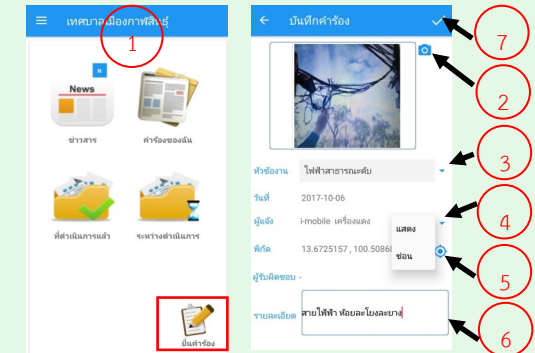 เทศบาลเมืองกาฬสินธุ์
1
N
News
ข่าวสาร
คำร้องของฉัน
ที่ดำเนินการแล้ว
ระหว่างดำเนินการ
ยื่นคำร้อง
บันทึกคำร้อง
7
2
หัวข้องาน
ไฟฟ้าสาธารณะดับ
3
วันที่
2017-10-06
ผู้แจ้ง
i-mobile เครื่องแดง
แสดง
4
พิกัด
13.6725157 , 100.5086
ซ่อน
5
ผู้รับผิดชอบ -
รายละเอียด
สายไฟ้ฟ้า ห้อยละโยงละยาง
6